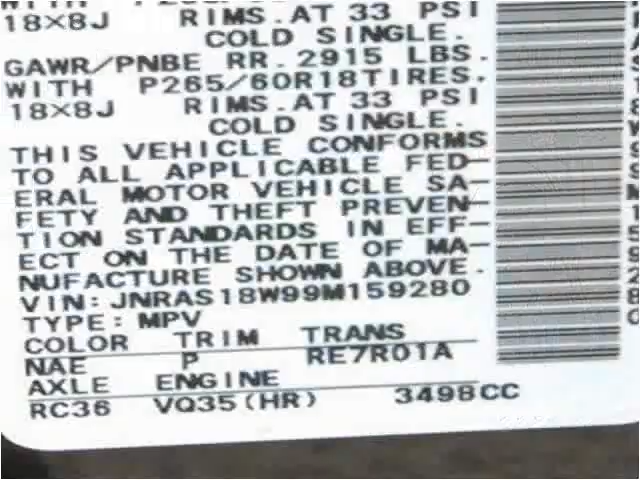 18X8J RIMS.AT 33 PSI
COLD SINGLE.
GAWR/PNBE RR. 2915 LBS.
WITH P265/60R18TIRES.
18X8J RIMS.AT 33 PSI
COLD SINGLE.
THIS VEHICLE CONFORMS
TO ALL APPLICABLE FED-
ERAL MOTOR VEHICLE SA-
FETY AND THEFT PREVEN-
TION STANDARDS IN EFF-
ECT ON THE DATE OF MA-
NUFACTURE SHOWN ABOVE.
VIN:JNRAS18W99M159280
TYPE:MPV
COLOR TRIM TRANS
NAE P RE7R01A
AXLE ENGINE
RC36 VQ35(HR) 3498CC